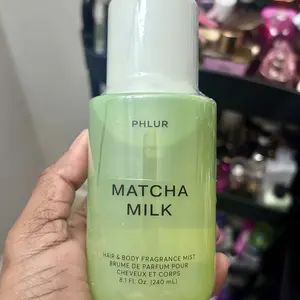 PHLUR
MATCHA
MILK
HAIR & BODY FRAGRANCE MIST
BRUME DE PARFUM POUR
CHEVEUX ET CORPS
8.1 Fl. Oz (240 mL)